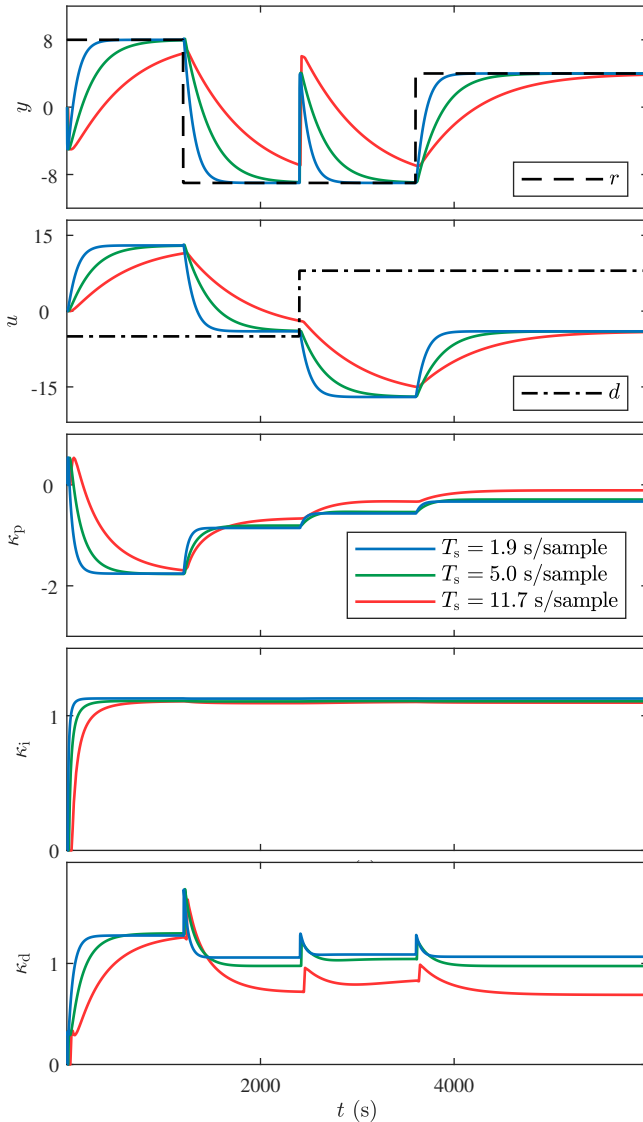 8
0
-8
y
r
15
0
-15
u
d
0
-2
κp
Ts = 1.9 s/sample
Ts = 5.0 s/sample
Ts = 11.7 s/sample
1
0
κi
1
0
κd
2000
4000
t (s)